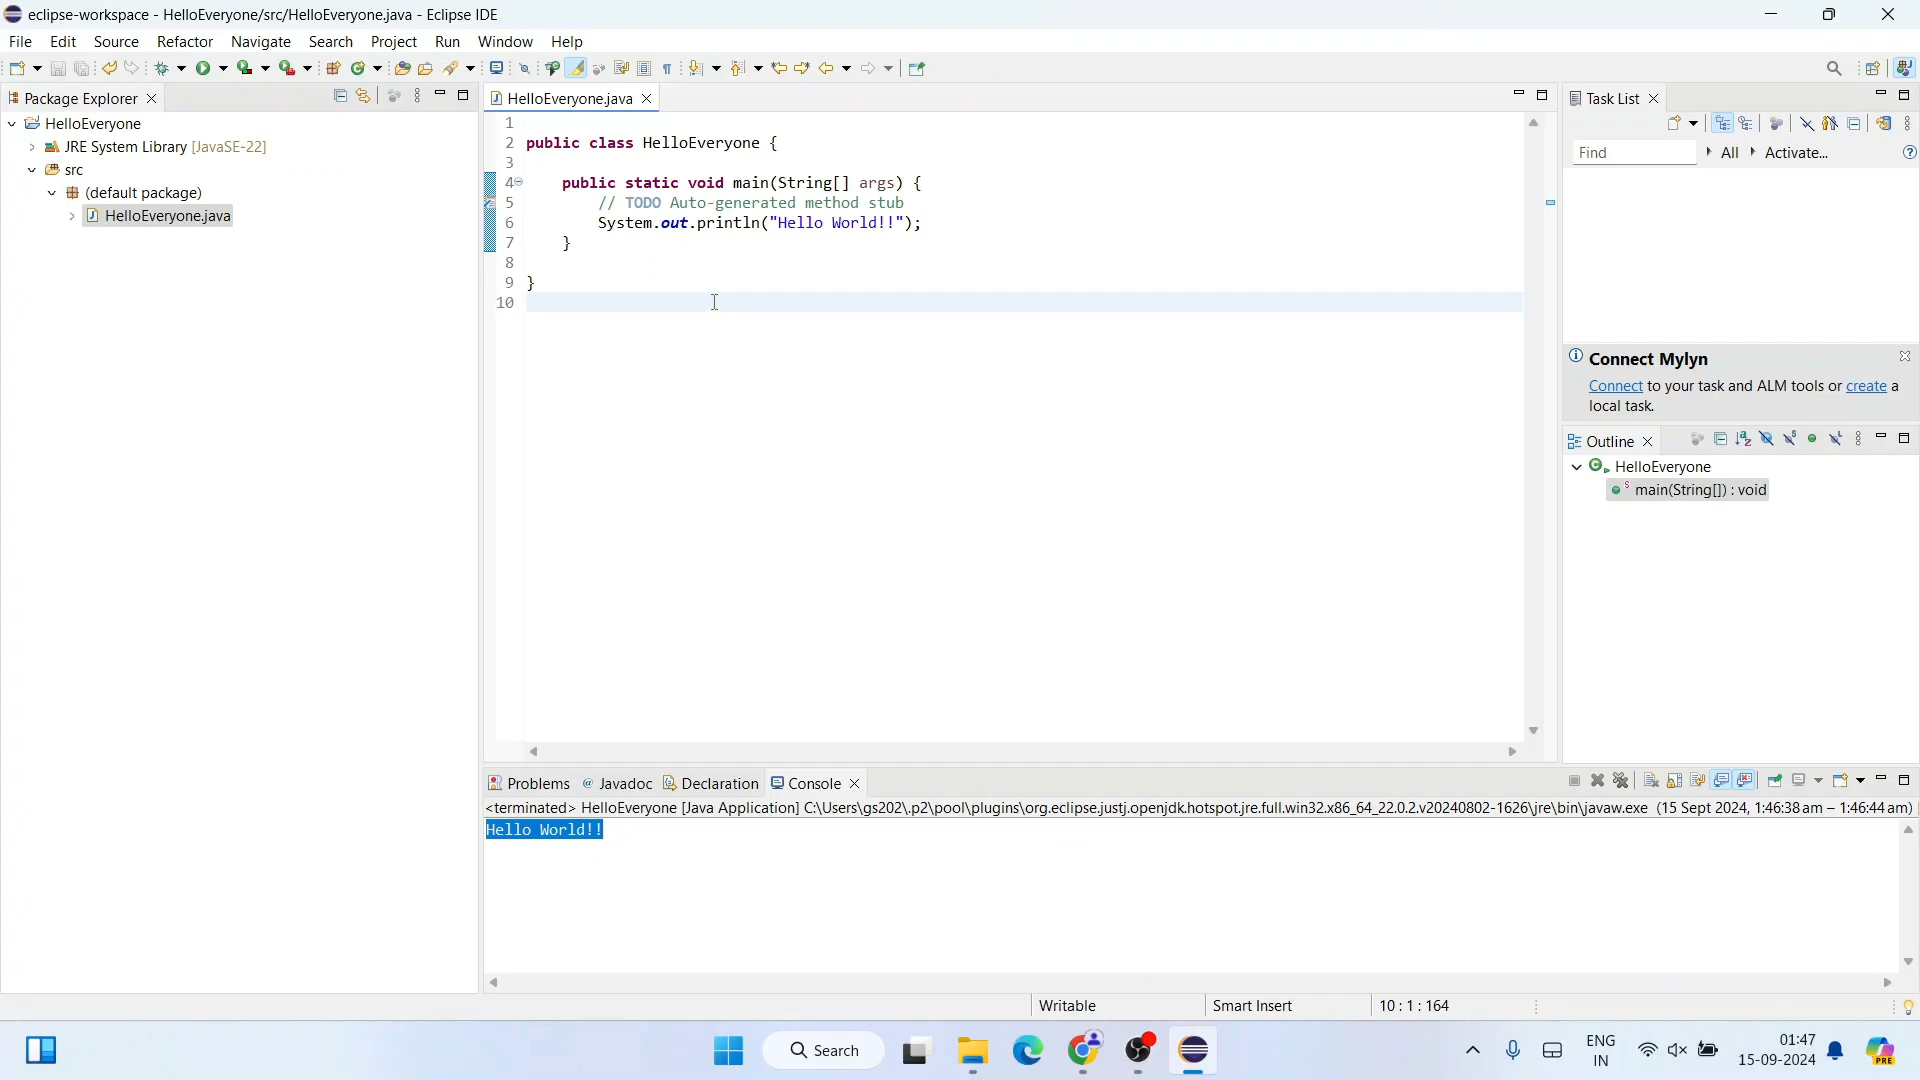 eclipse-workspace - HelloEveryone/src/HelloEveryone.java - Eclipse IDE
File Edit Source Refactor Navigate Search Project Run Window Help
Package Explorer
HelloEveryone
JRE System Library [JavaSE-22]
src
(default package)
HelloEveryone.java
HelloEveryone.java
1
2 public class HelloEveryone {
3
4 public static void main(String[] args) {
5 // TODO Auto-generated method stub
6 System.out.println("Hello World!!");
7 }
8
9 }
10
Task List
Find All Activate...
Connect Mylyn
Connect to your task and ALM tools or create a
local task.
Outline
HelloEveryone
main(String[]) : void
Problems Javadoc Declaration Console
<terminated> HelloEveryone [Java Application] C:\Users\gs202\.p2\pool\plugins\org.eclipse.justj.openjdk.hotspot.jre.full.win32.x86_64_22.0.2.v20240802-1626\jre\bin\javaw.exe (15 Sept 2024, 1:46:38 am – 1:46:44 am)
Hello World!!
Writable Smart Insert 10 : 1 : 164
Search
ENG
IN
01:47
15-09-2024
PRE